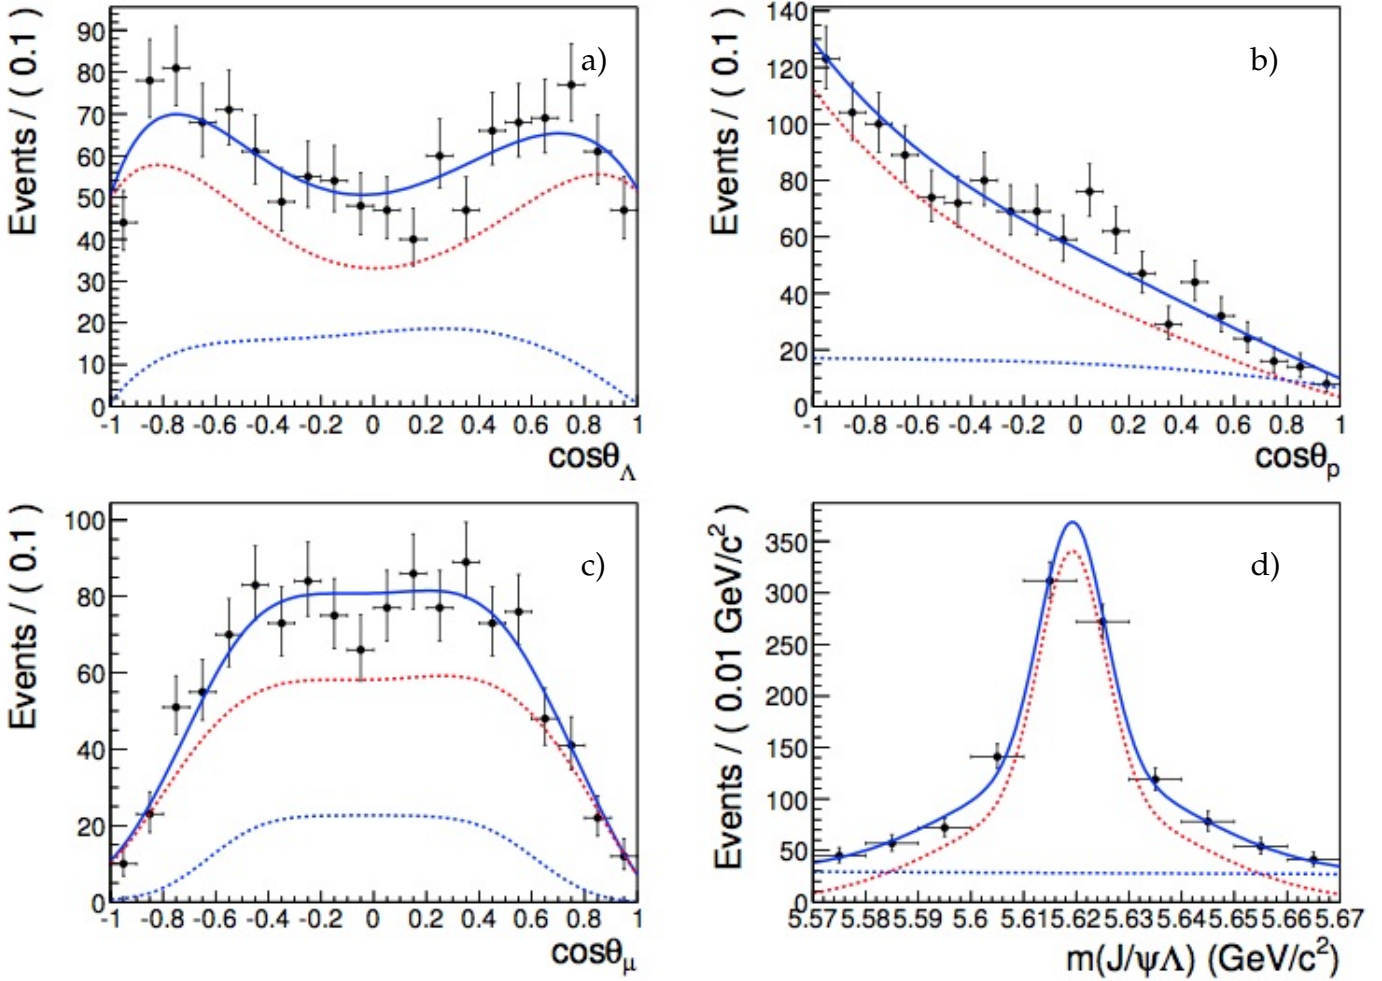 Events / ( 0.1 )
90
80
70
60
50
40
30
20
10
0
a)
-1 -0.8 -0.6 -0.4 -0.2 0 0.2 0.4 0.6 0.8 1
cosθ_Λ
Events / ( 0.1 )
140
120
100
80
60
40
20
0
b)
-1 -0.8 -0.6 -0.4 -0.2 0 0.2 0.4 0.6 0.8 1
cosθ_p
Events / ( 0.1 )
100
80
60
40
20
0
c)
-1 -0.8 -0.6 -0.4 -0.2 0 0.2 0.4 0.6 0.8 1
cosθ_μ
Events / ( 0.01 GeV/c² )
350
300
250
200
150
100
50
0
d)
5.57 5.58 5.59 5.6 5.61 5.62 5.63 5.64 5.65 5.66 5.67
m(J/ψΛ) (GeV/c²)